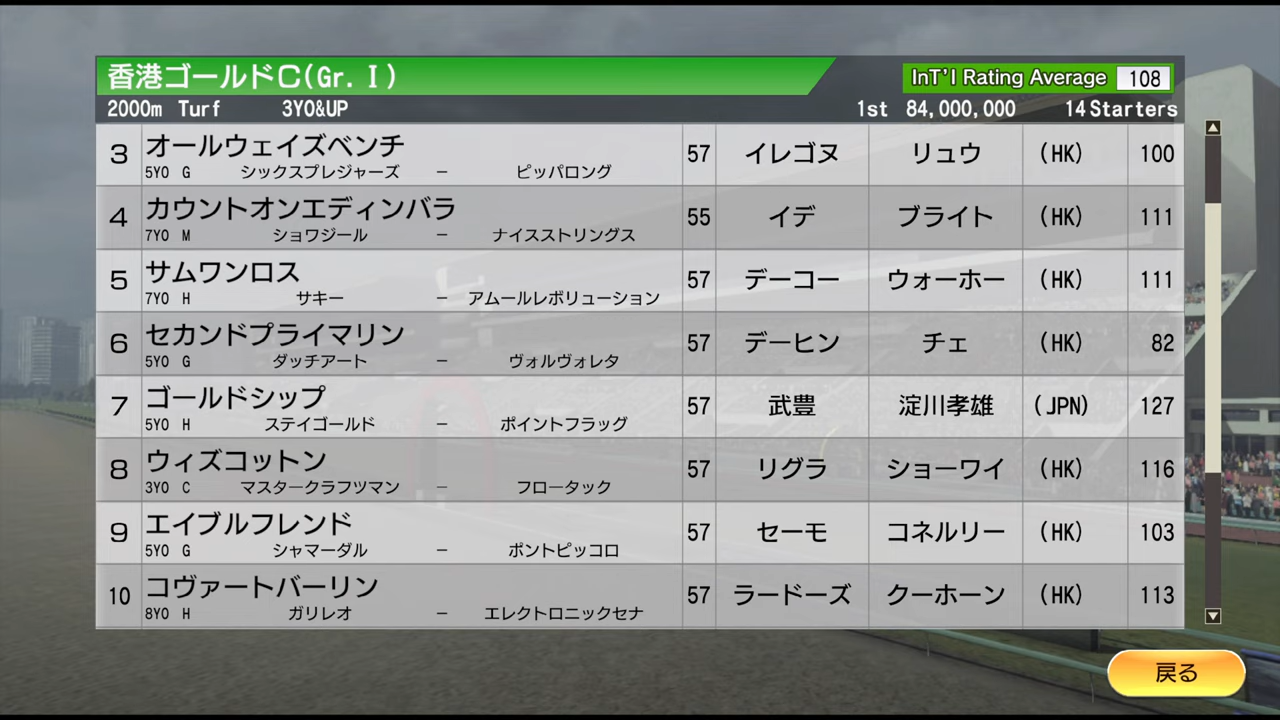 香港ゴールドC(Gr.Ⅰ) InT'l Rating Average 108
2000m Turf 3YO&UP 1st 84,000,000 14Starters
3 オールウェイズベンチ 57 イレゴヌ リュウ (HK) 100
5YO G シックスプレジャーズ － ピッパロング
4 カウントオンエディンバラ 55 イデ ブライト (HK) 111
7YO M ショワジール － ナイスストリングス
5 サムワンロス 57 デーコー ウォーホー (HK) 111
7YO H サキー － アムールレボリューション
6 セカンドプライマリン 57 デーヒン チェ (HK) 82
5YO G ダッチアート － ヴォルヴォレタ
7 ゴールドシップ 57 武豊 淀川孝雄 (JPN) 127
5YO H ステイゴールド － ポイントフラッグ
8 ウィズコットン 57 リグラ ショーワイ (HK) 116
3YO C マスタークラフツマン － フロータック
9 エイブルフレンド 57 セーモ コネルリー (HK) 103
5YO G シャマーダル － ポントピッコロ
10 コヴァートバーリン 57 ラードーズ クーホーン (HK) 113
8YO H ガリレオ － エレクトロニックセナ
戻る